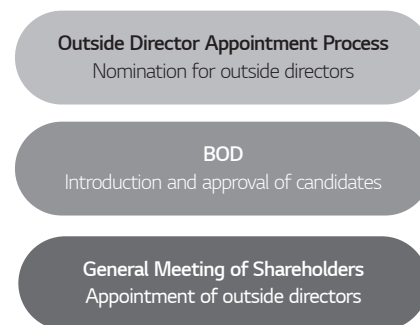 Outside Director Appointment Process
Nomination for outside directors
BOD
Introduction and approval of candidates
General Meeting of Shareholders
Appointment of outside directors